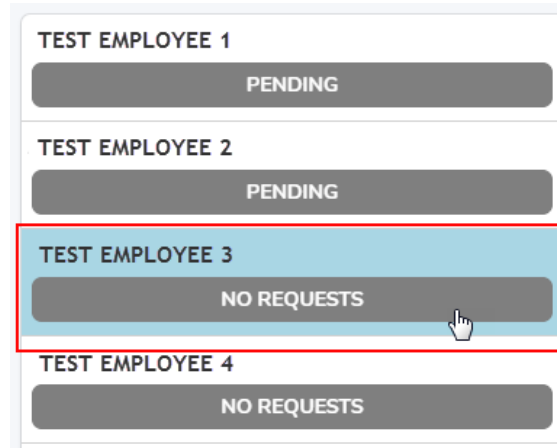 TEST EMPLOYEE 1
PENDING
TEST EMPLOYEE 2
PENDING
TEST EMPLOYEE 3
NO REQUESTS
TEST EMPLOYEE 4
NO REQUESTS